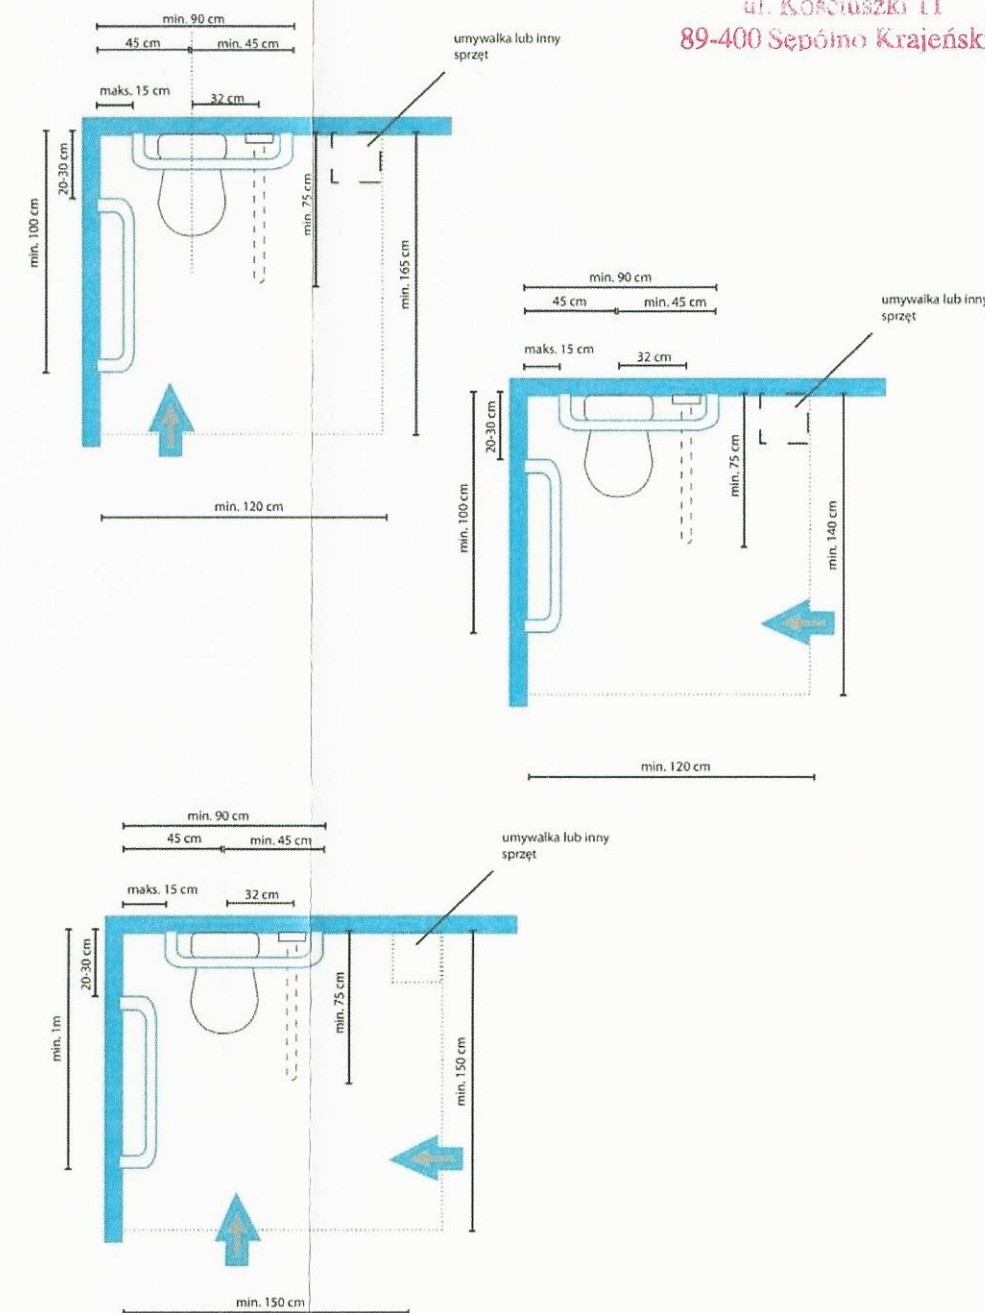 ul. Kościuszki 11
89-400 Sępólno Krajeńskie
min. 90 cm
45 cm
min. 45 cm
umywalka lub inny
sprzęt
maks. 15 cm
32 cm
20-30 cm
min. 100 cm
min. 75 cm
min. 165 cm
min. 120 cm
min. 90 cm
45 cm
min. 45 cm
umywalka lub inny
sprzęt
maks. 15 cm
32 cm
20-30 cm
min. 100 cm
min. 75 cm
min. 140 cm
min. 120 cm
min. 90 cm
45 cm
min. 45 cm
umywalka lub inny
sprzęt
maks. 15 cm
32 cm
20-30 cm
min. 1m
min. 75 cm
min. 150 cm
min. 150 cm